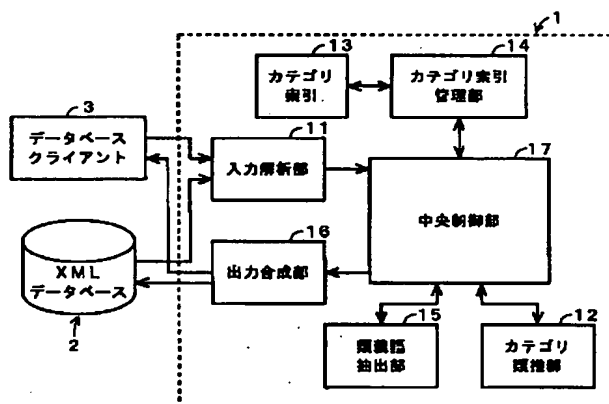 1
13
カテゴリ
索引
14
カテゴリ索引
管理部
3
データベース
クライアント
11
入力解析部
17
中央制御部
16
出力合成部
XML
データベース
2
15
抽出部
12
カテゴリ
類推部